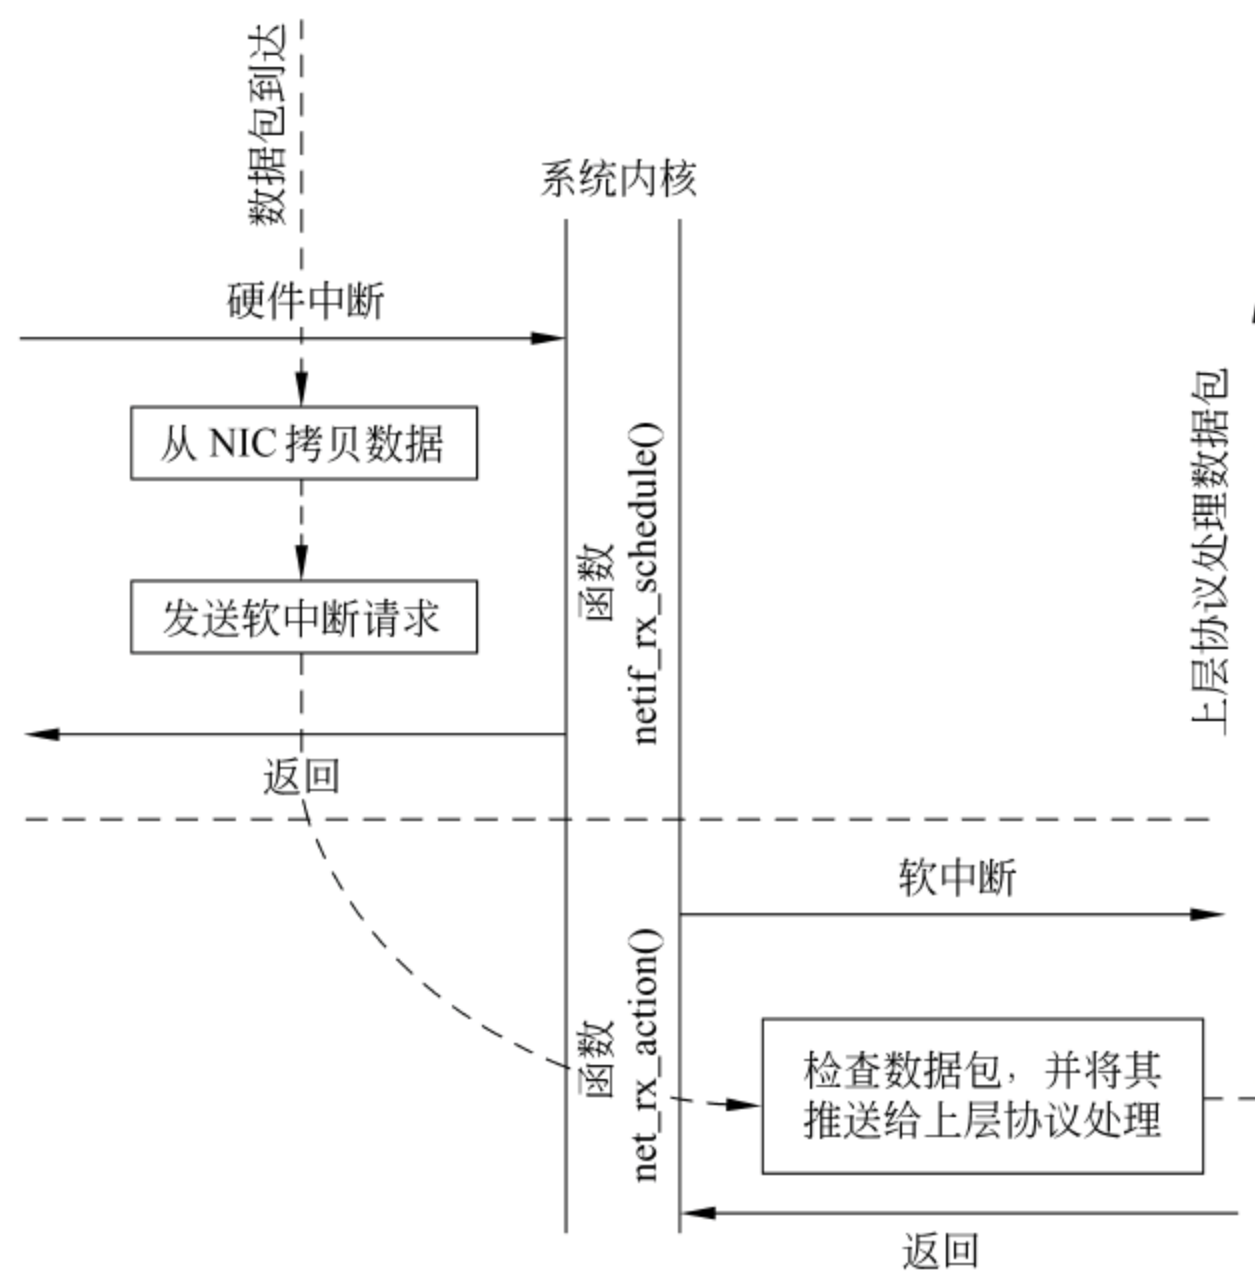 数据包到达
系统内核
硬件中断
从 NIC 拷贝数据
发送软中断请求
函数
netif_rx_schedule()
上层协议处理数据包
返回
软中断
函数
net_rx_action()
检查数据包，并将其
推送给上层协议处理
返回